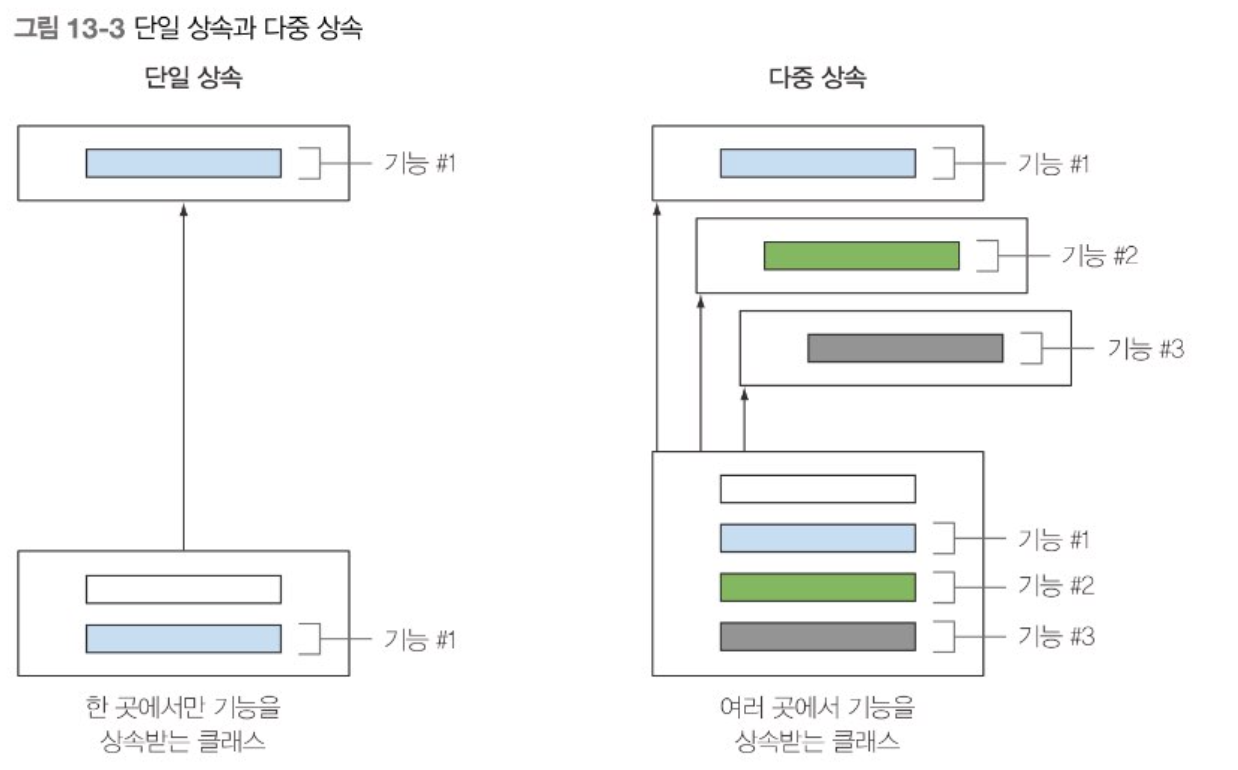 그림 13-3 단일 상속과 다중 상속
단일 상속
기능 #1
기능 #1
한 곳에서만 기능을
상속받는 클래스
다중 상속
기능 #1
기능 #2
기능 #3
기능 #1
기능 #2
기능 #3
여러 곳에서 기능을
상속받는 클래스